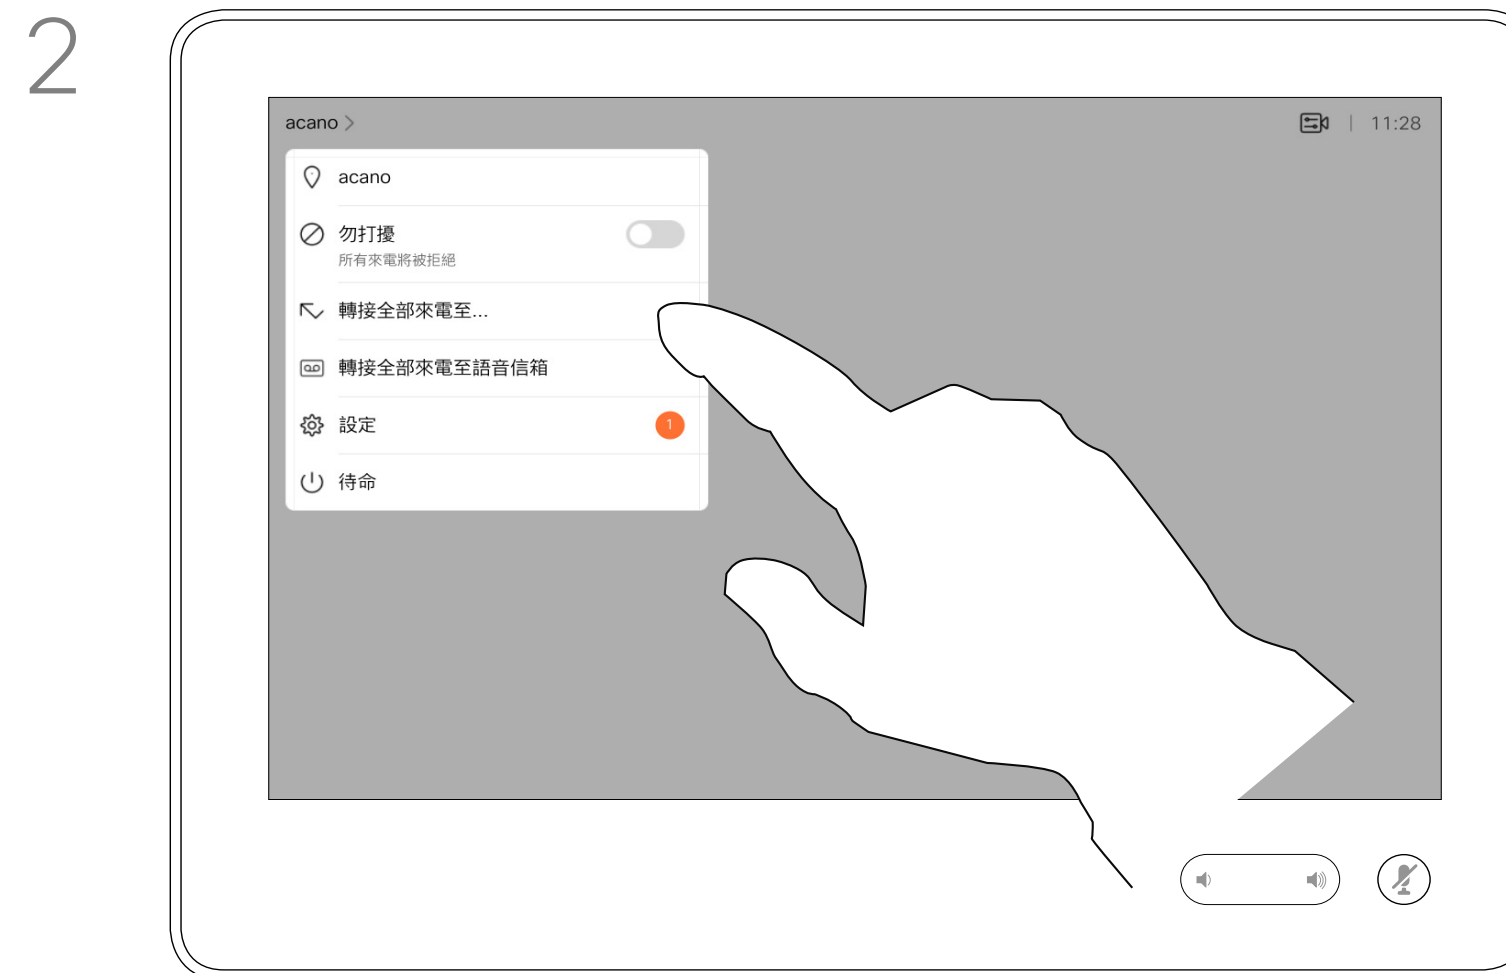 2
acano >
11:28
acano
勿打擾
所有來電將被拒絕
轉接全部來電至...
轉接全部來電至語音信箱
設定
1
待命